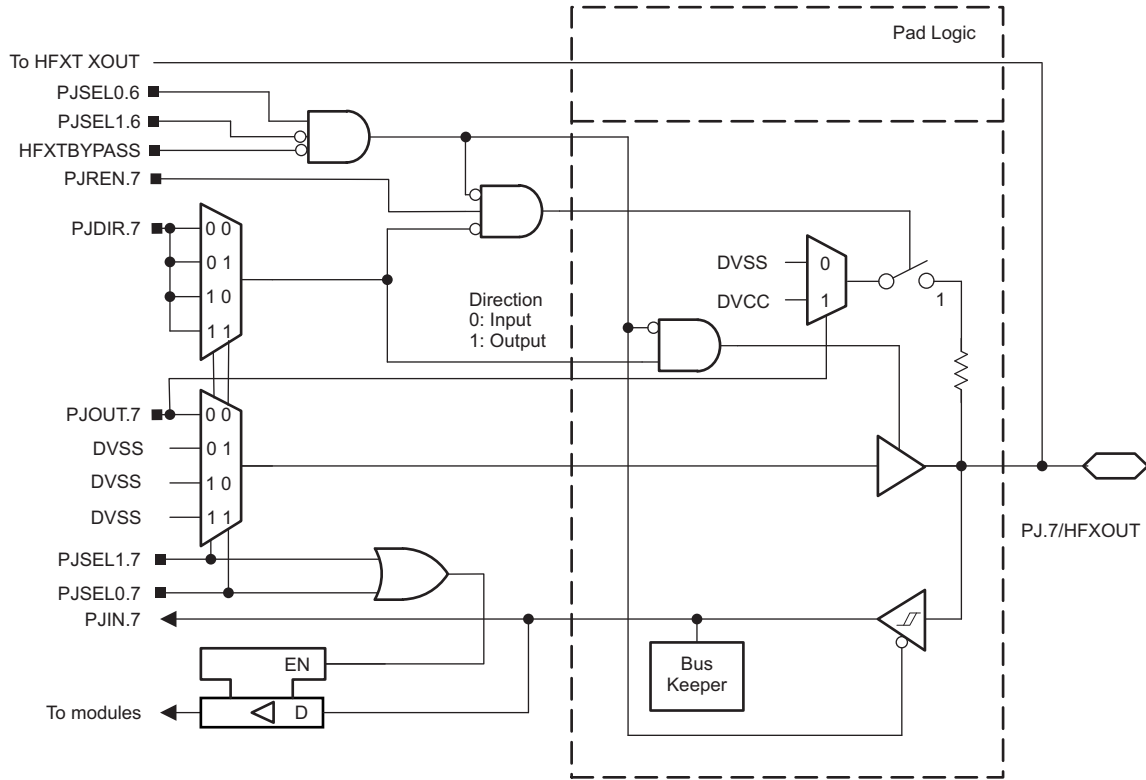 Pad Logic
To HFXT XOUT
PJSEL0.6
PJSEL1.6
HFXTBYPASS
PJREN.7
PJDIR.7
0 0
0 1
1 0
1 1
DVSS
0
DVCC
1
1
Direction
0: Input
1: Output
PJOUT.7
0 0
DVSS
0 1
DVSS
1 0
DVSS
1 1
PJ.7/HFXOUT
PJSEL1.7
PJSEL0.7
PJIN.7
EN
Bus
Keeper
To modules
D